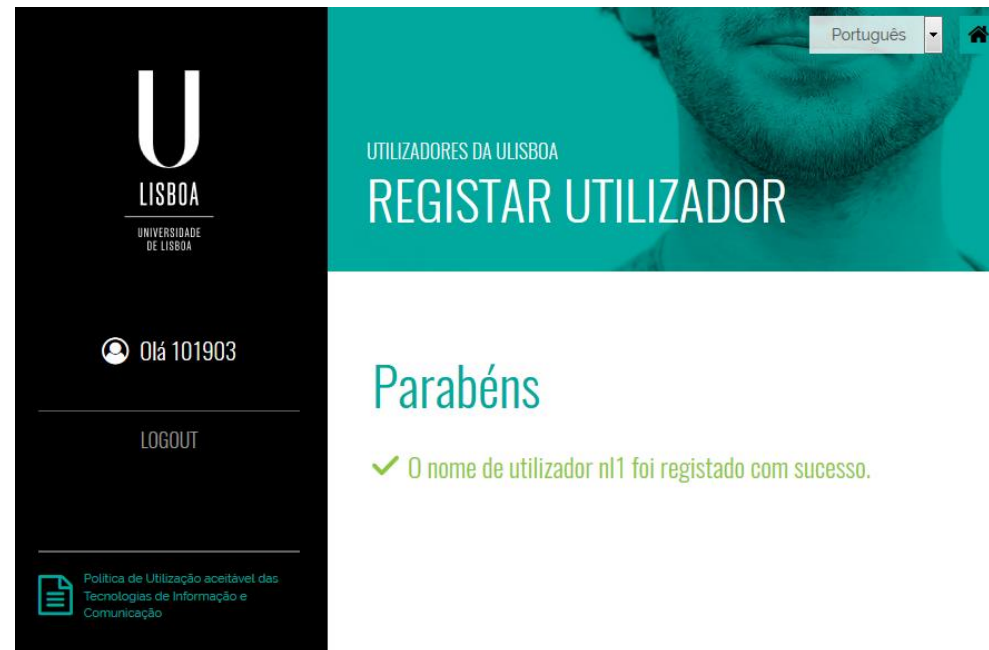 Português
U
LISBOA
UNIVERSIDADE
DE LISBOA
UTILIZADORES DA ULISBOA
REGISTAR UTILIZADOR
Olá 101903
LOGOUT
Parabéns
O nome de utilizador nl1 foi registado com sucesso.
Política de Utilização aceitável das
Tecnologias de Informação e
Comunicação